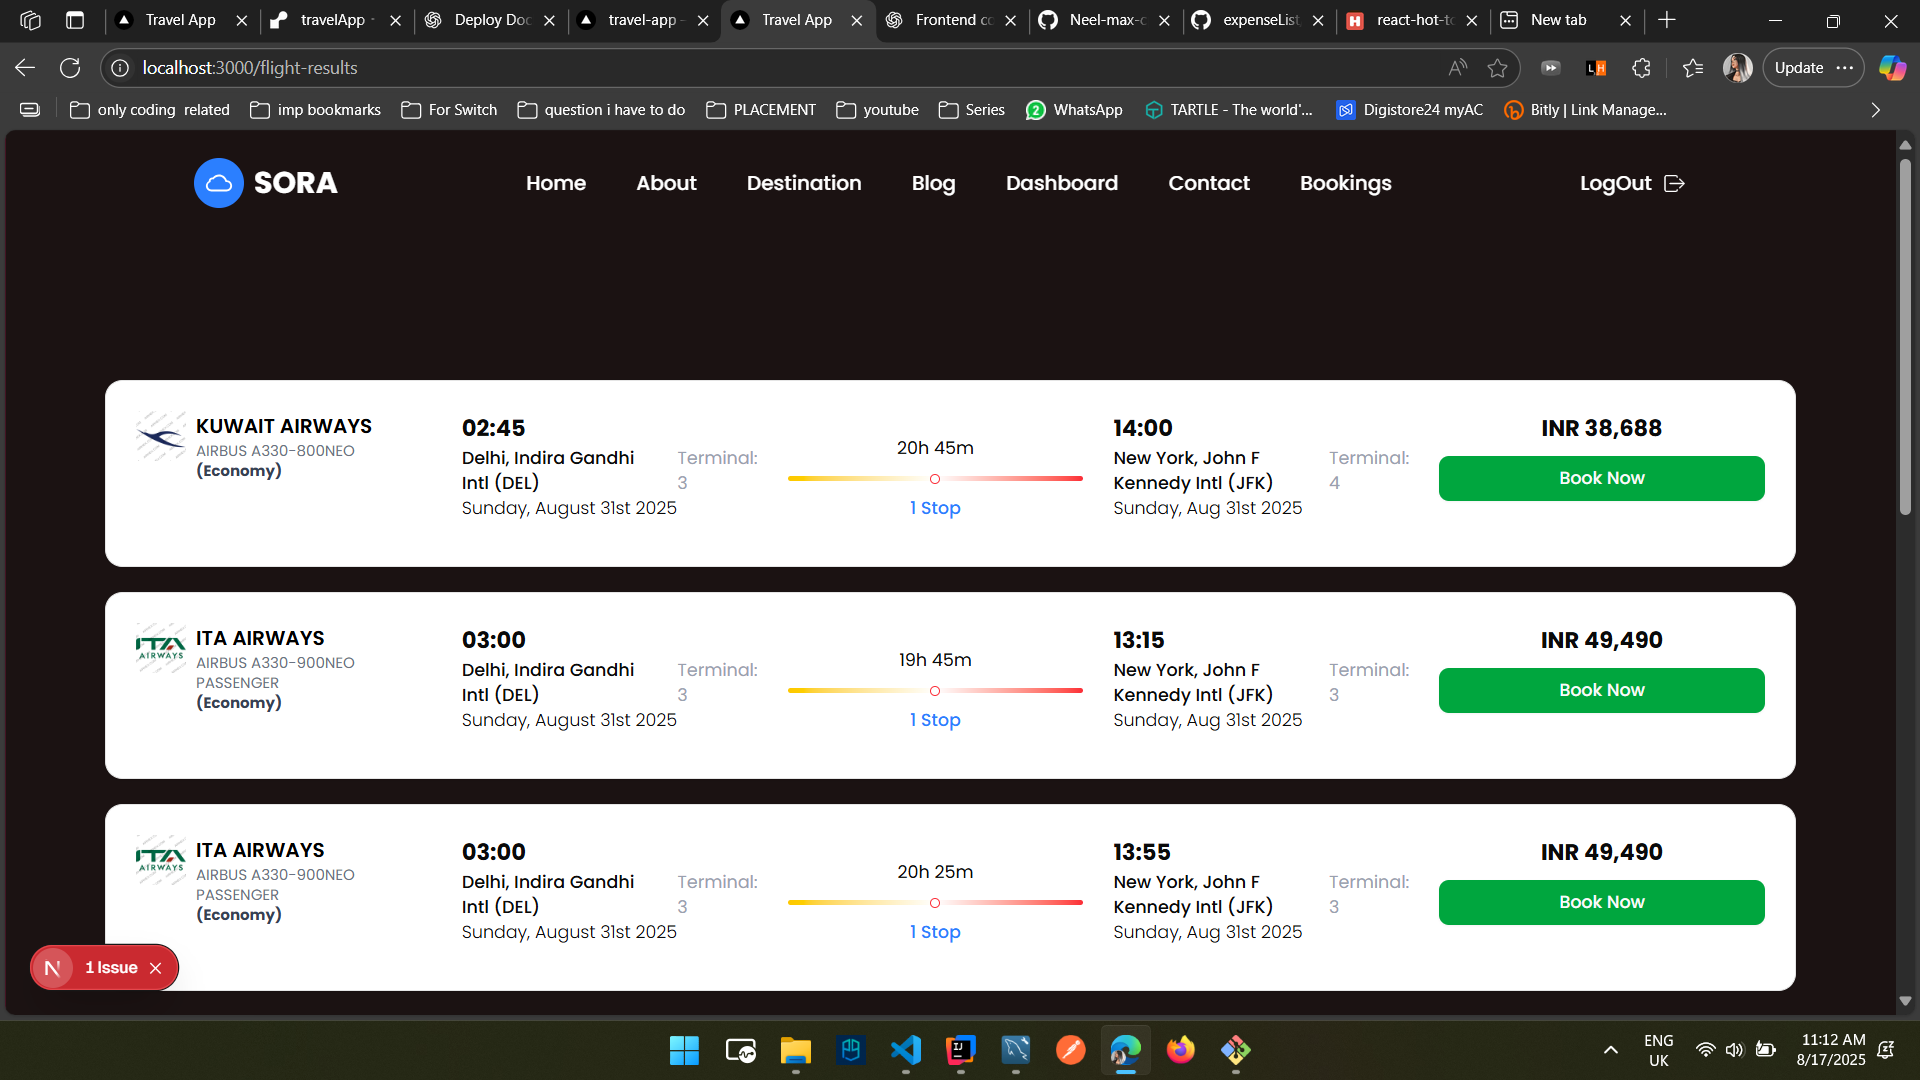 Travel App
travelApp
Deploy Doc
travel-app
Travel App
Frontend co
Neel-max-c
expenseList
react-hot-to
New tab
localhost:3000/flight-results
Update
only coding related
imp bookmarks
For Switch
question i have to do
PLACEMENT
youtube
Series
WhatsApp
TARTLE - The world'...
Digistore24 myAC
Bitly | Link Manage...
SORA
Home
About
Destination
Blog
Dashboard
Contact
Bookings
LogOut
KUWAIT AIRWAYS
AIRBUS A330-800NEO
(Economy)
02:45
Delhi, Indira Gandhi
Intl (DEL)
Sunday, August 31st 2025
Terminal:
3
20h 45m
1 Stop
14:00
New York, John F
Kennedy Intl (JFK)
Sunday, Aug 31st 2025
Terminal:
4
INR 38,688
Book Now
ITA AIRWAYS
ITA AIRWAYS
AIRBUS A330-900NEO
PASSENGER
(Economy)
03:00
Delhi, Indira Gandhi
Intl (DEL)
Sunday, August 31st 2025
Terminal:
3
19h 45m
1 Stop
13:15
New York, John F
Kennedy Intl (JFK)
Sunday, Aug 31st 2025
Terminal:
3
INR 49,490
Book Now
ITA AIRWAYS
ITA AIRWAYS
AIRBUS A330-900NEO
PASSENGER
(Economy)
03:00
Delhi, Indira Gandhi
Intl (DEL)
Sunday, August 31st 2025
Terminal:
3
20h 25m
1 Stop
13:55
New York, John F
Kennedy Intl (JFK)
Sunday, Aug 31st 2025
Terminal:
3
INR 49,490
Book Now
N
1 Issue
ENG
UK
11:12 AM
8/17/2025